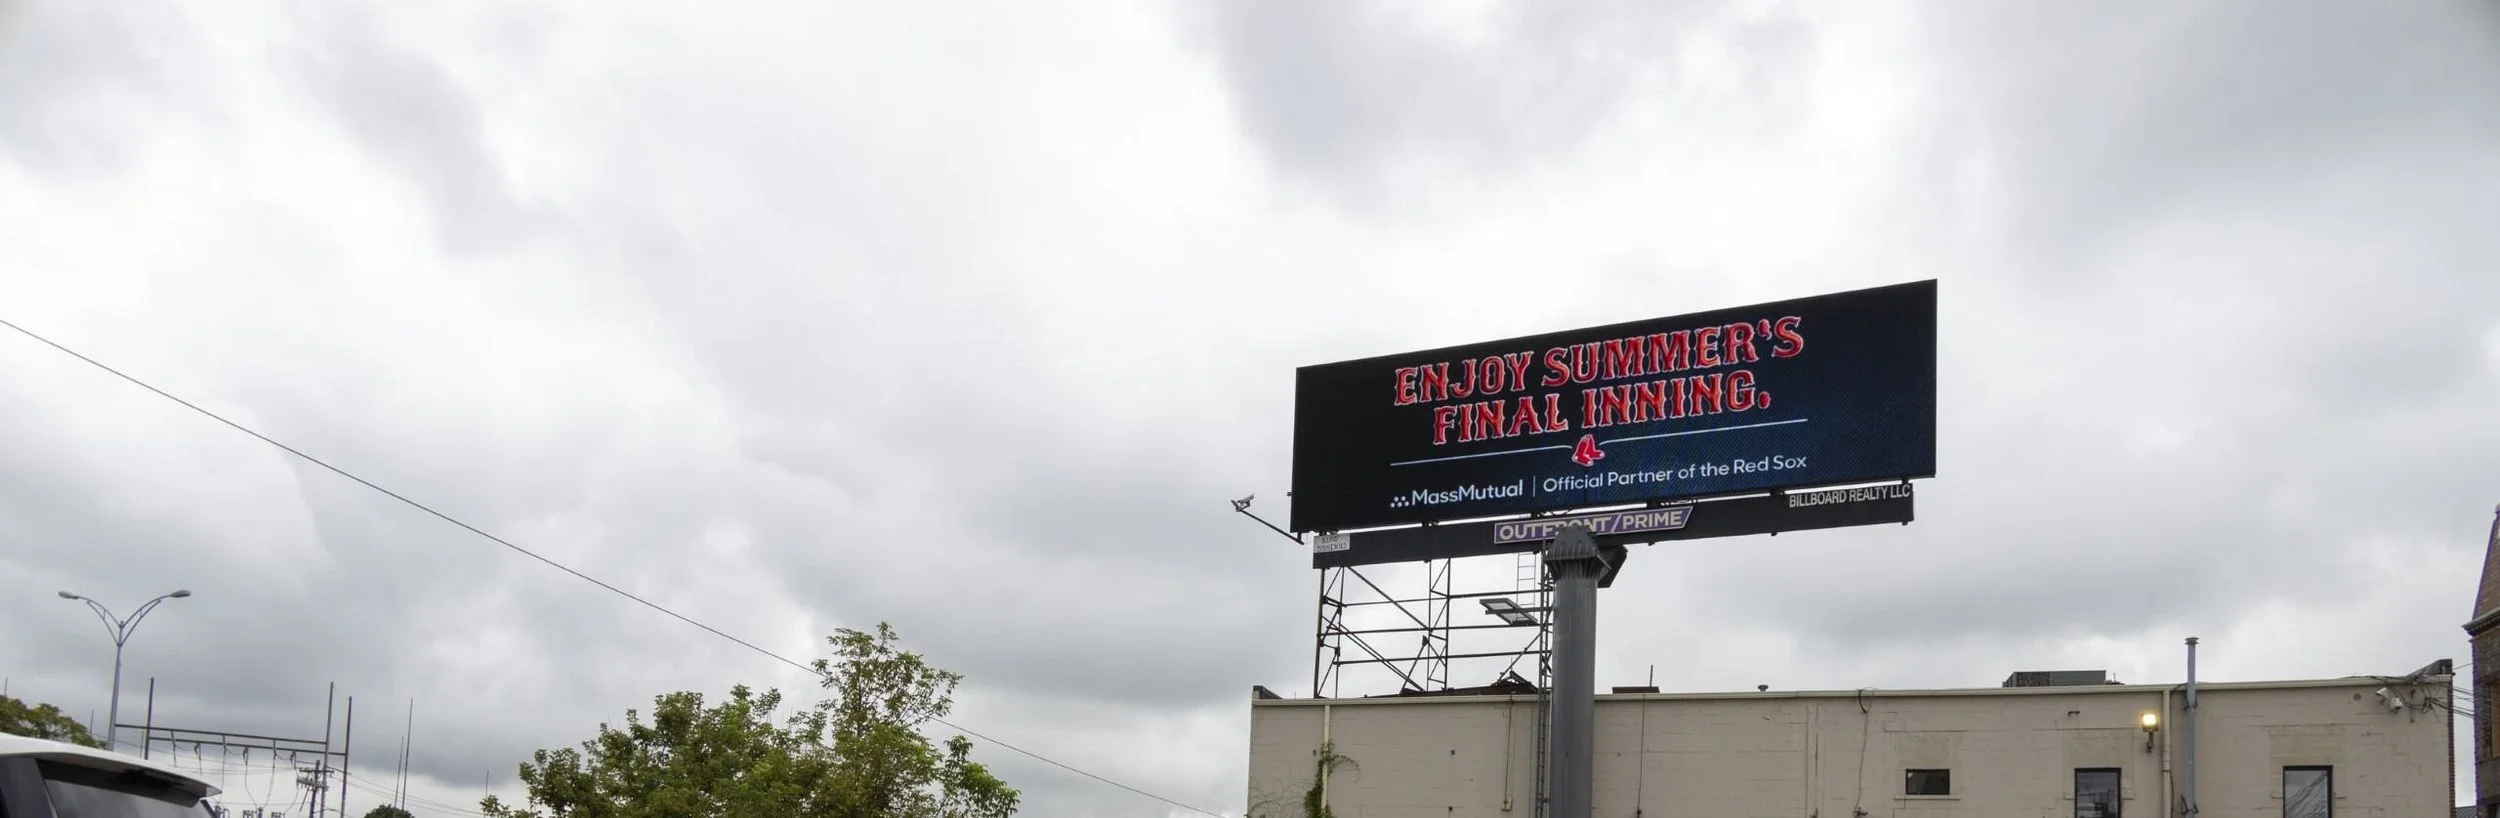 ENJOY SUMMER'S
FINAL INNING.
MassMutual | Official Partner of the Red Sox
BILLBOARD REALTY LLC
OUTFRONT/PRIME